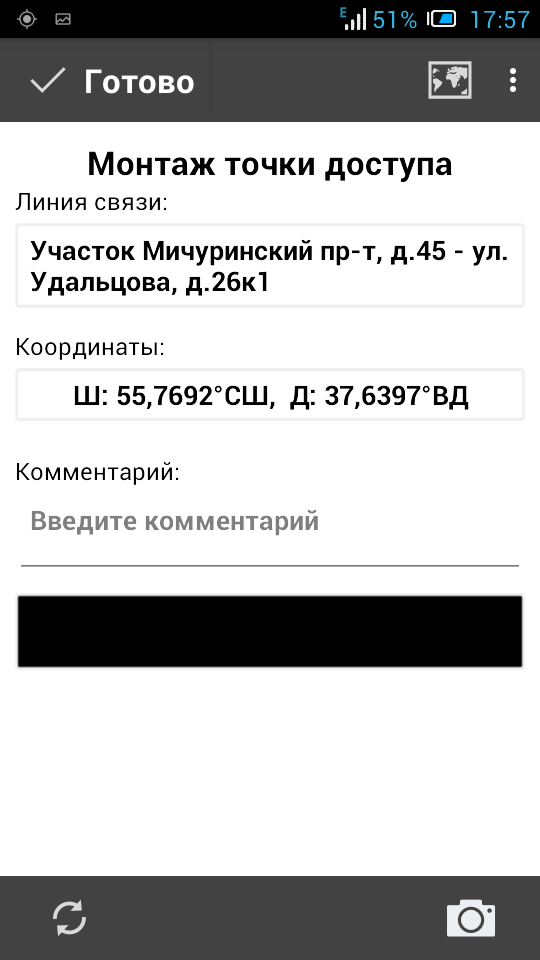 E 51% 17:57
Готово
Монтаж точки доступа
Линия связи:
Участок Мичуринский пр-т, д.45 - ул.
Удальцова, д.26к1
Координаты:
Ш: 55,7692°СШ, Д: 37,6397°ВД
Комментарий:
Введите комментарий